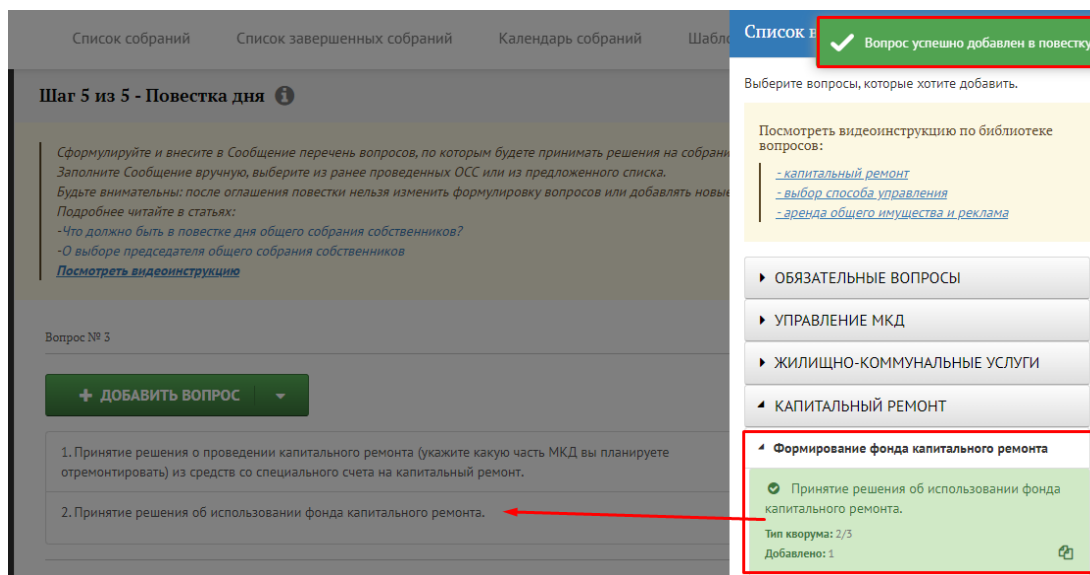 Список собраний
Список завершенных собраний
Календарь собраний
Шабло
Шаг 5 из 5 - Повестка дня
Сформулируйте и внесите в Сообщение перечень вопросов, по которым будете принимать решения на собрани
Заполните Сообщение вручную, выберите из ранее проведенных ОСС или из предложенного списка.
Будьте внимательны: после оглашения повестки нельзя изменить формулировку вопросов или добавлять новые
Подробнее читайте в статьях:
-Что должно быть в повестке дня общего собрания собственников?
-О выборе председателя общего собрания собственников
Посмотреть видеоинструкцию
Вопрос № 3
ДОБАВИТЬ ВОПРОС
1. Принятие решения о проведении капитального ремонта (укажите какую часть МКД вы планируете
отремонтировать) из средств со специального счета на капитальный ремонт.
2. Принятие решения об использовании фонда капитального ремонта.
Список в
Вопрос успешно добавлен в повестку
Выберите вопросы, которые хотите добавить.
Посмотреть видеоинструкцию по библиотеке
вопросов:
- капитальный ремонт
- выбор способа управления
- аренда общего имущества и реклама
ОБЯЗАТЕЛЬНЫЕ ВОПРОСЫ
УПРАВЛЕНИЕ МКД
ЖИЛИЩНО-КОММУНАЛЬНЫЕ УСЛУГИ
КАПИТАЛЬНЫЙ РЕМОНТ
Формирование фонда капитального ремонта
Принятие решения об использовании фонда
капитального ремонта.
Тип кворума: 2/3
Добавлено: 1